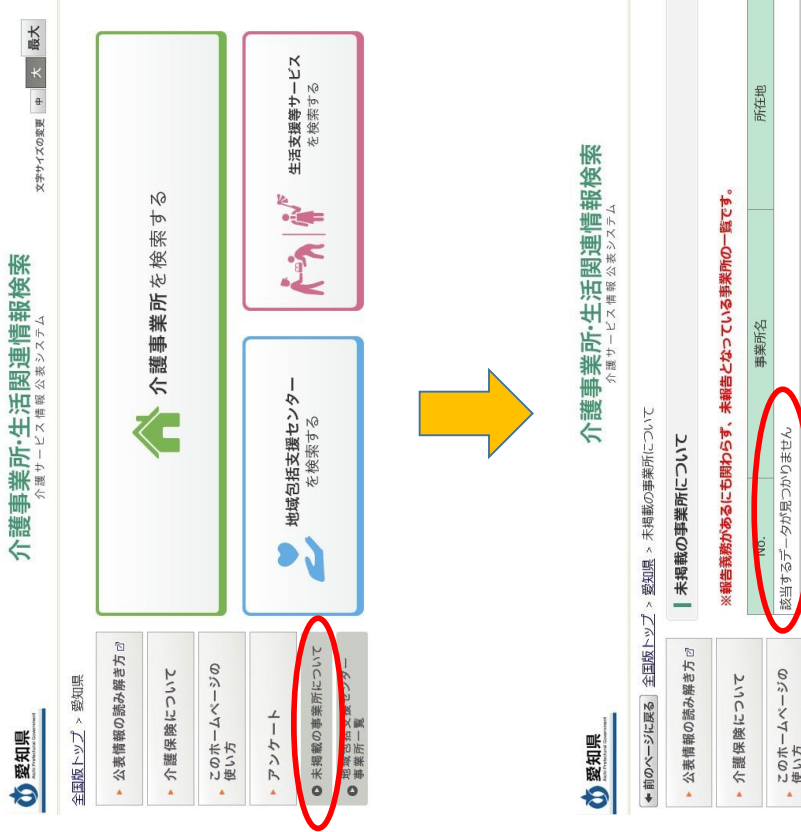 愛知県
Aichi Prefectural Government
介護事業所・生活関連情報検索
介護サービス情報公表システム
文字サイズの変更 中 大 最大
全国版トップ > 愛知県
公表情報の読み解き方
介護保険について
このホームページの
使い方
アンケート
未掲載の事業所について
地域包括支援センター
事業所一覧
介護事業所を検索する
地域包括支援センター
を検索する
生活支援等サービス
を検索する
愛知県
Aichi Prefectural Government
介護事業所・生活関連情報検索
介護サービス情報公表システム
前のページに戻る 全国版トップ > 愛知県 > 未掲載の事業所について
公表情報の読み解き方
介護保険について
このホームページの
使い方
未掲載の事業所について
※報告義務があるにも関わらず、未報告となっている事業所の一覧です。
No. 事業所名 所在地
該当するデータが見つかりません